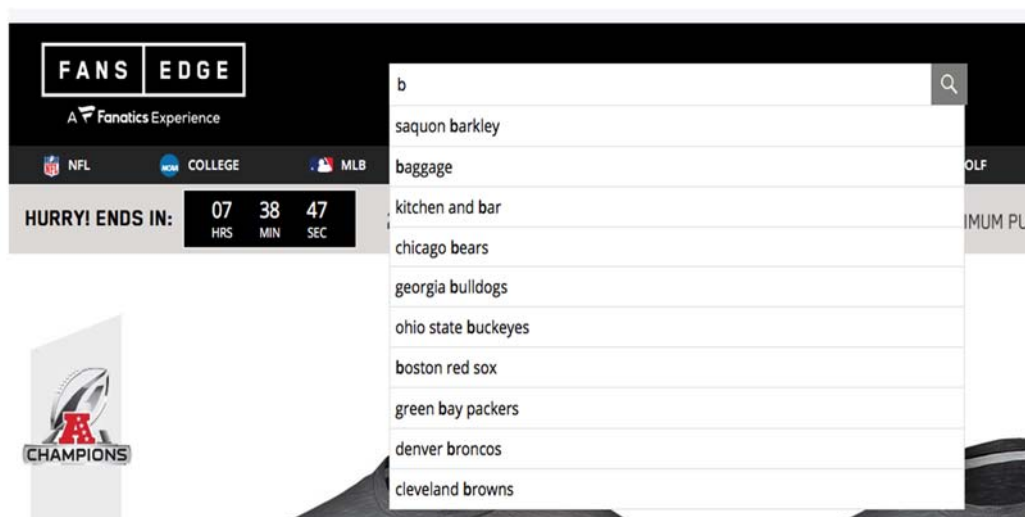 FANS EDGE
A Fanatics Experience
b
saquon barkley
baggage
kitchen and bar
chicago bears
georgia bulldogs
ohio state buckeyes
boston red sox
green bay packers
denver broncos
cleveland browns
NFL
NCAA
COLLEGE
MLB
OLF
HURRY! ENDS IN:
07 38 47
HRS MIN SEC
IMUM PU
A
CHAMPIONS